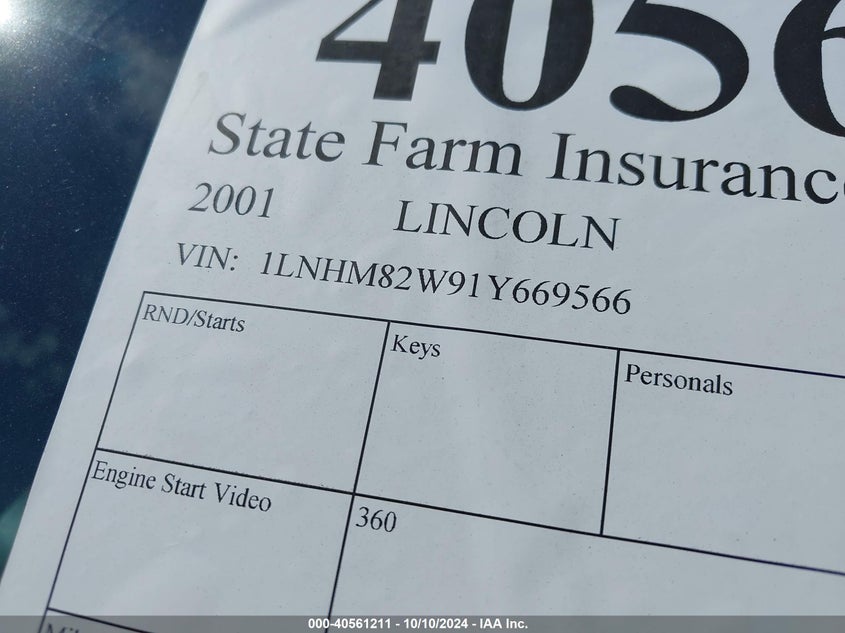 4056
State Farm Insuranc
2001 LINCOLN
VIN: 1LNHM82W91Y669566
RND/Starts Keys Personals
Engine Start Video 360
000-40561211 - 10/10/2024 - IAA Inc.